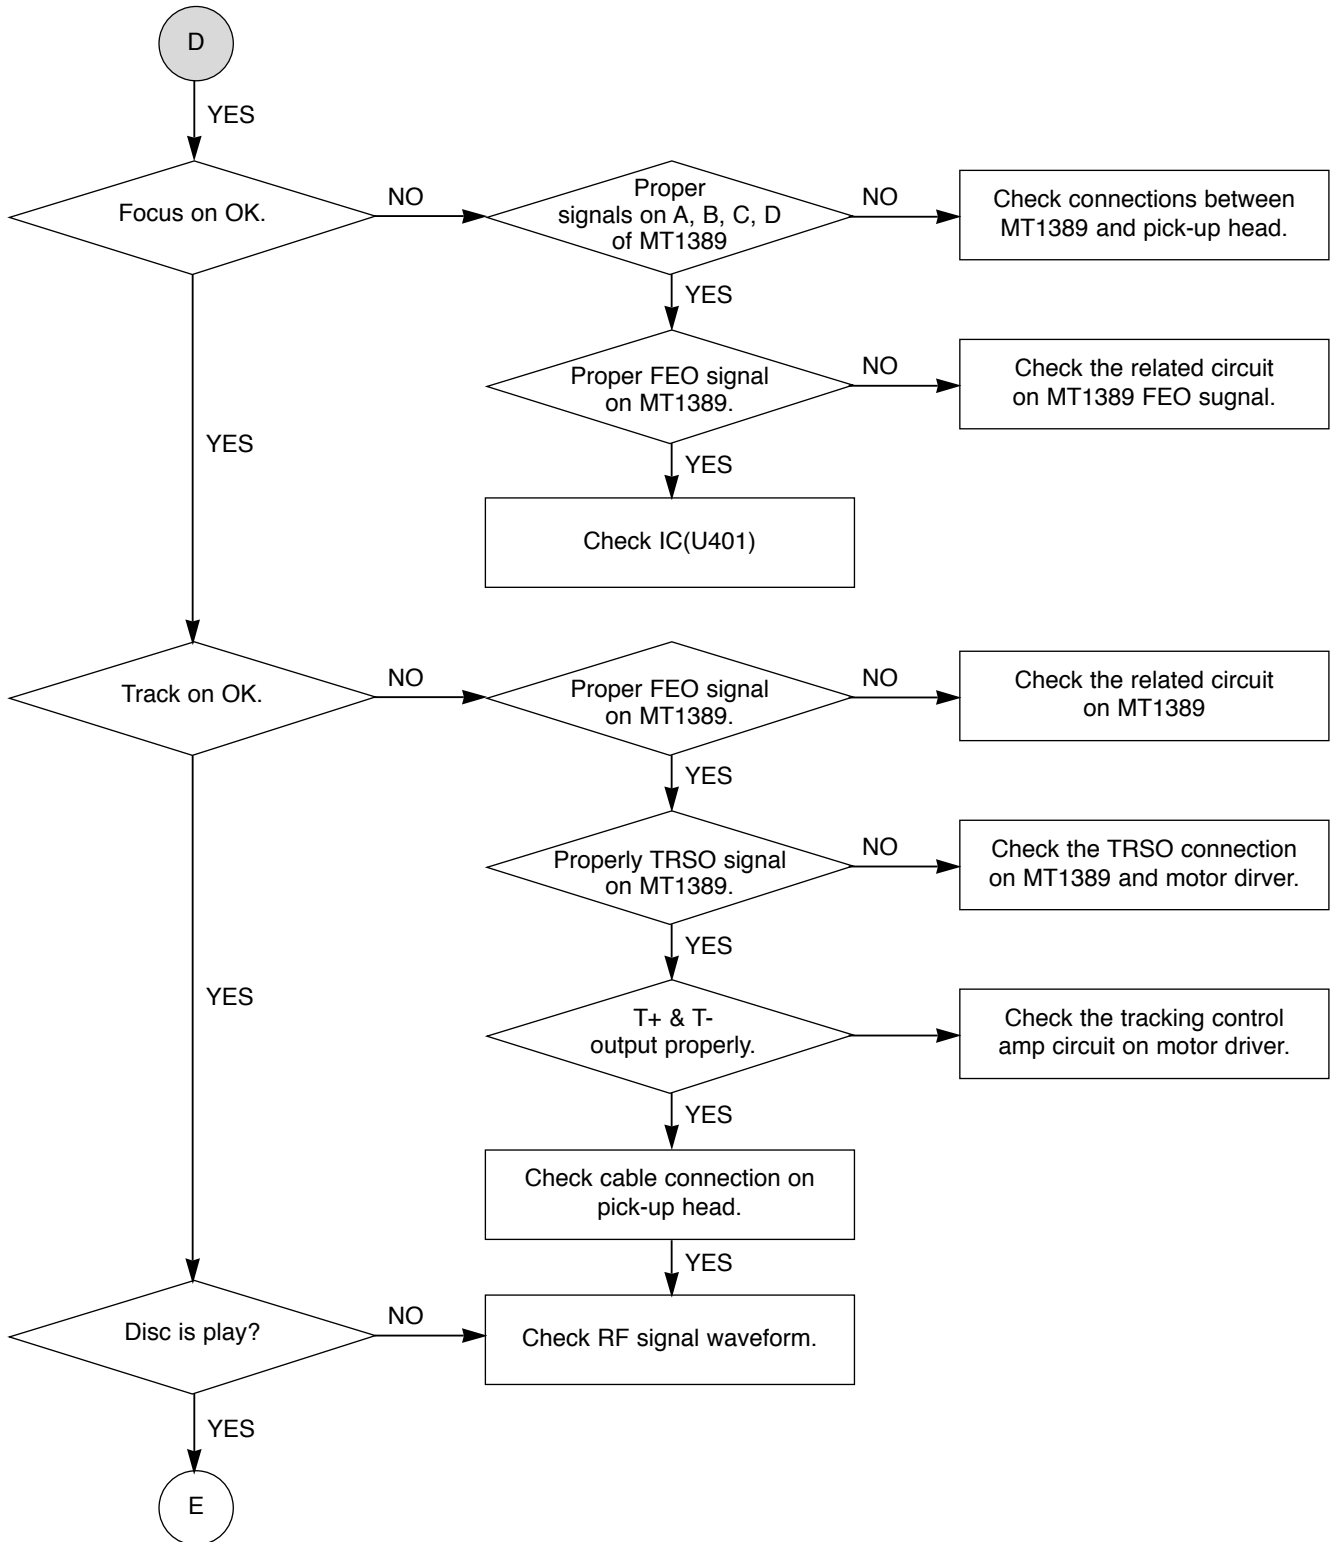 D
YES
Focus on OK.
NO
Proper
signals on A, B, C, D
of MT1389
NO
Check connections between
MT1389 and pick-up head.
YES
Proper FEO signal
on MT1389.
NO
Check the related circuit
on MT1389 FEO sugnal.
YES
YES
Check IC(U401)
Track on OK.
NO
Proper FEO signal
on MT1389.
NO
Check the related circuit
on MT1389
YES
Properly TRSO signal
on MT1389.
NO
Check the TRSO connection
on MT1389 and motor dirver.
YES
YES
T+ & T-
output properly.
Check the tracking control
amp circuit on motor driver.
YES
Check cable connection on
pick-up head.
YES
Disc is play?
NO
Check RF signal waveform.
YES
E